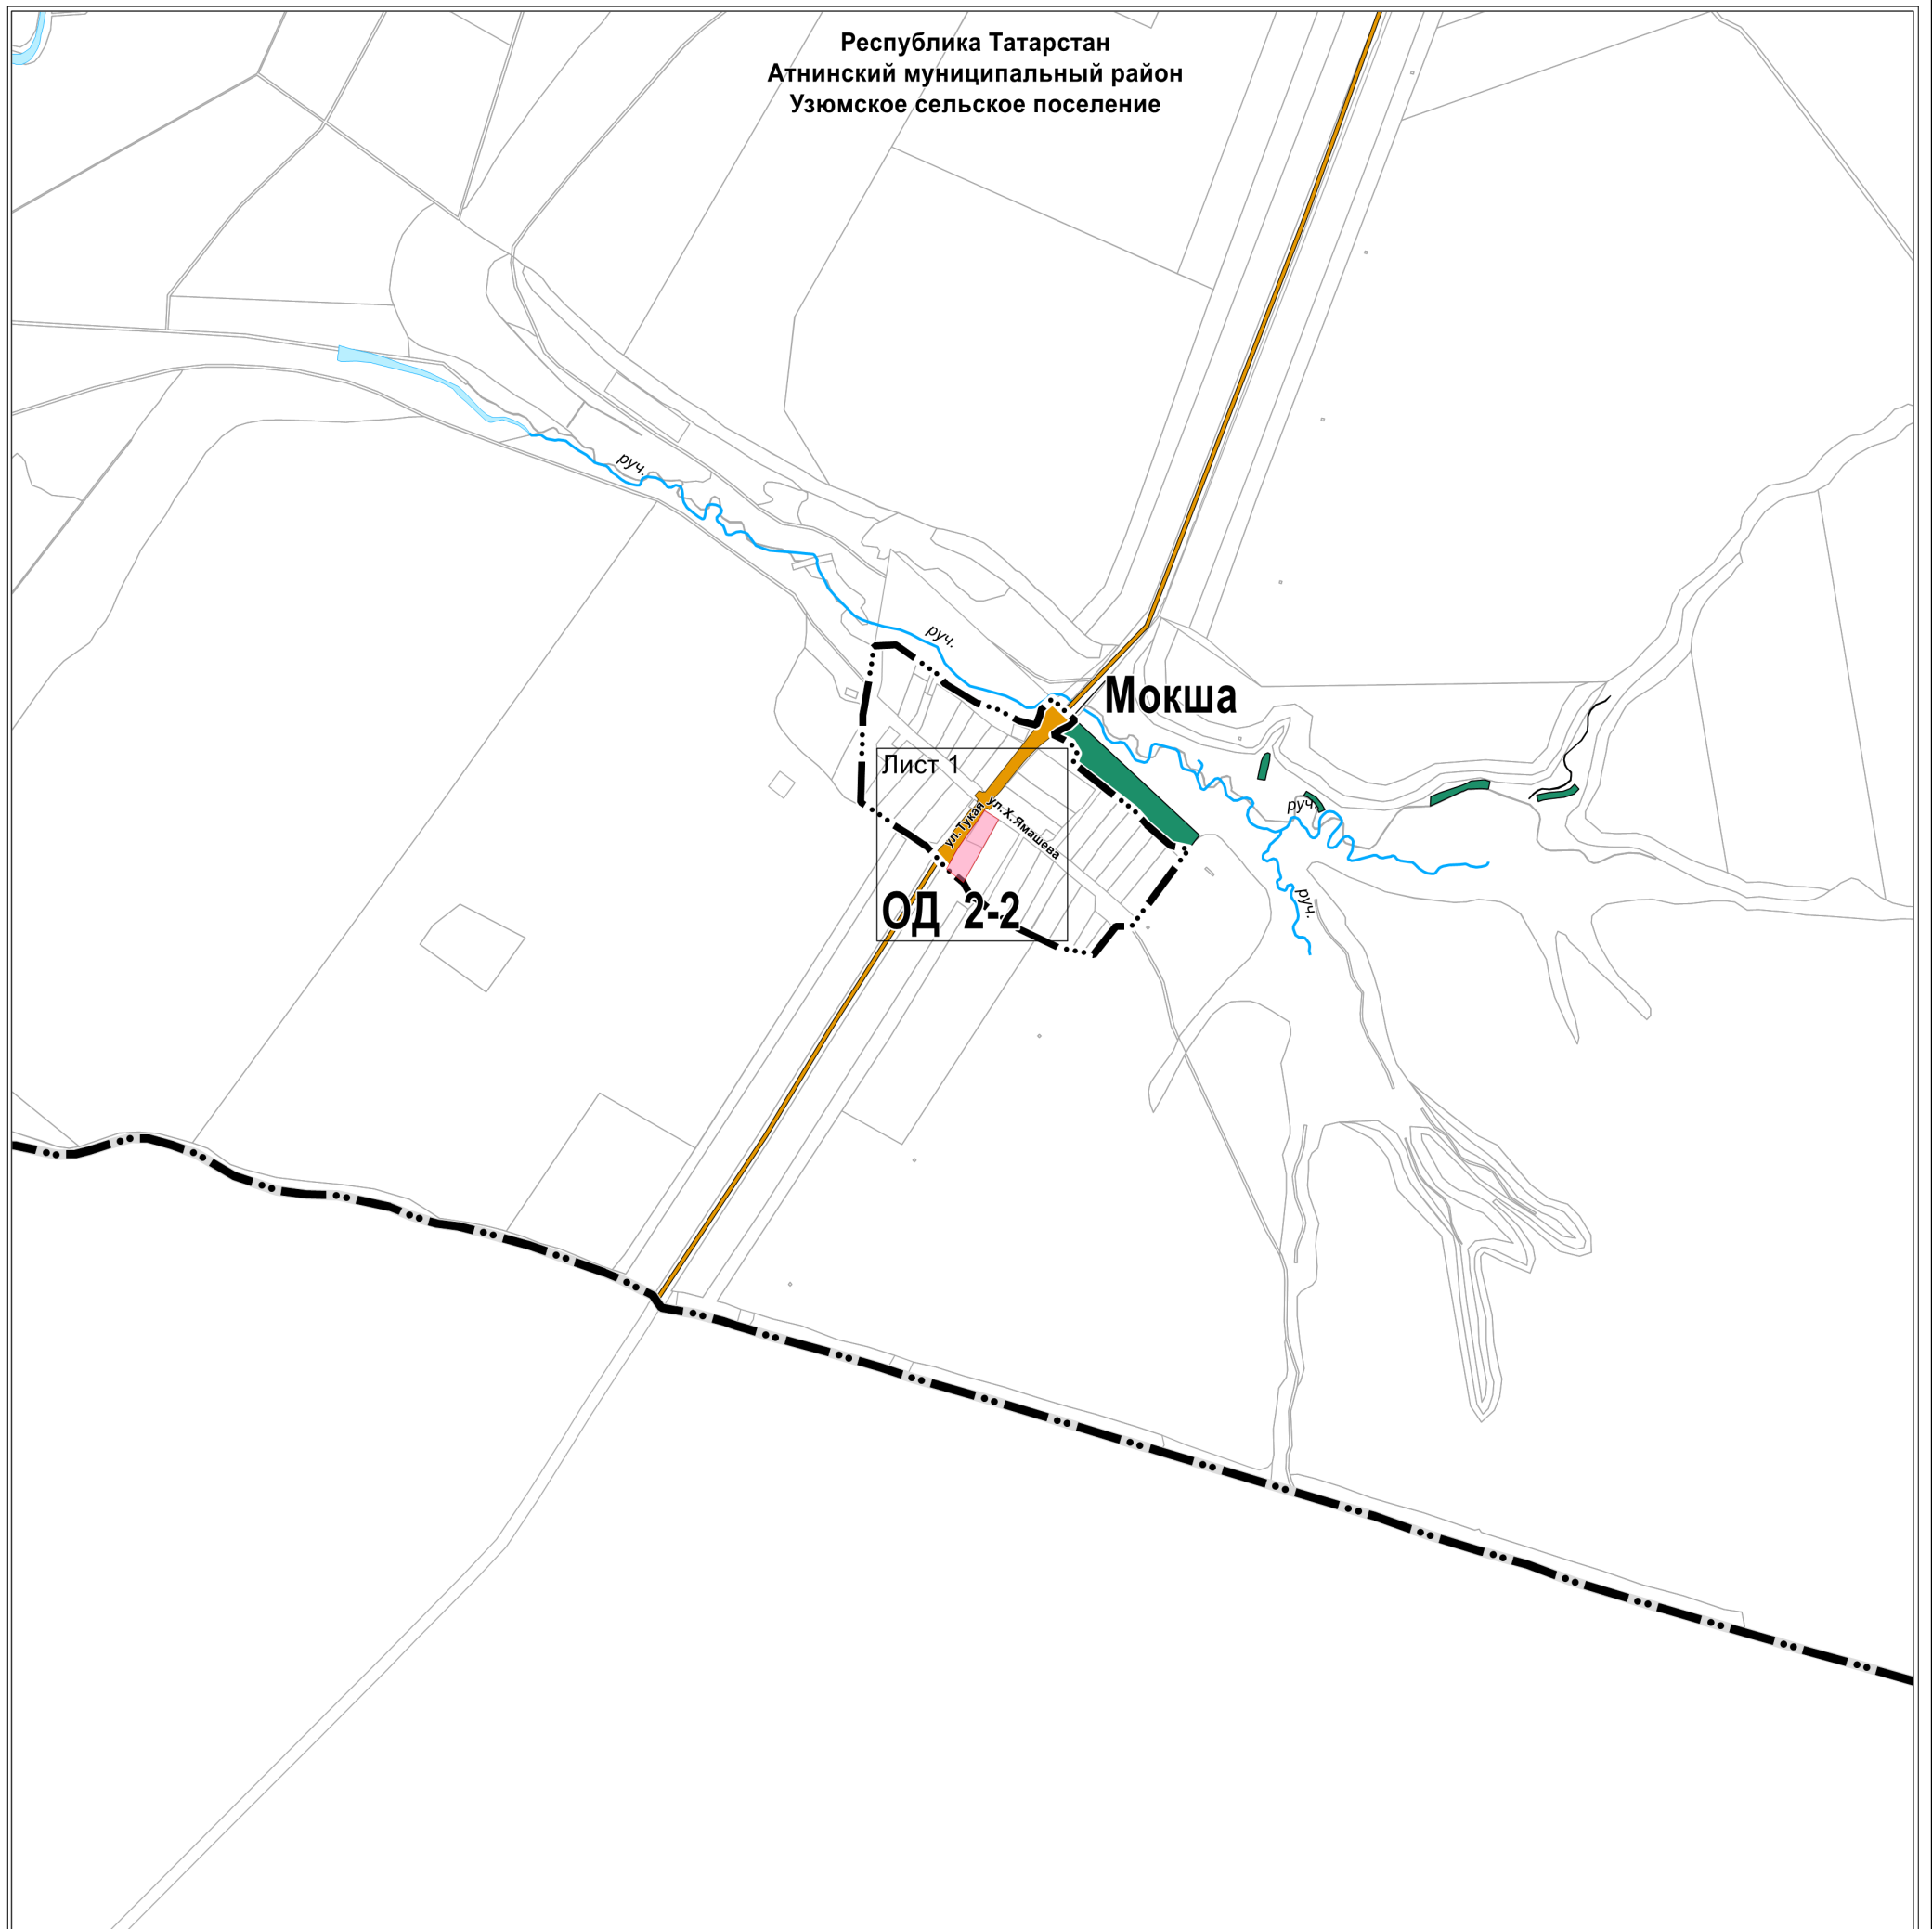 Республика Татарстан
Атнинский муниципальный район
Узюмское сельское поселение
руч.
руч.
Мокша
Лист 1
ул.Тукая
ул.Х.Ямашева
руч.
руч.
ОД 2-2